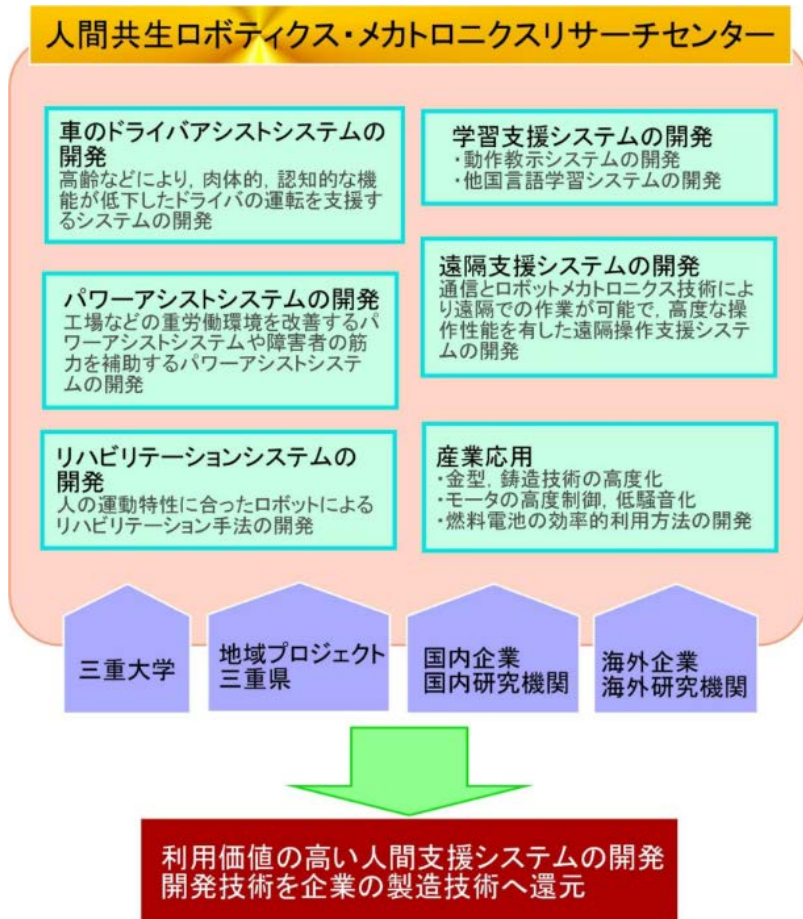 人間共生ロボティクス・メカトロニクスリサーチセンター
車のドライバアシストシステムの
開発
高齢などにより, 肉体的, 認知的な機
能が低下したドライバの運転を支援す
るシステムの開発
パワーアシストシステムの開発
工場などの重労働環境を改善するパ
ワーアシストシステムや障害者の筋
力を補助するパワーアシストシステ
ムの開発
リハビリテーションシステムの
開発
人の運動特性に合ったロボットによる
リハビリテーション手法の開発
学習支援システムの開発
・動作教示システムの開発
・他国言語学習システムの開発
遠隔支援システムの開発
通信とロボットメカトロニクス技術によ
り遠隔での作業が可能で, 高度な操
作性能を有した遠隔操作支援システ
ムの開発
産業応用
・金型, 鋳造技術の高度化
・モータの高度制御, 低騒音化
・燃料電池の効率的利用方法の開発
三重大学
地域プロジェクト
三重県
国内企業
国内研究機関
海外企業
海外研究機関
利用価値の高い人間支援システムの開発
開発技術を企業の製造技術へ還元